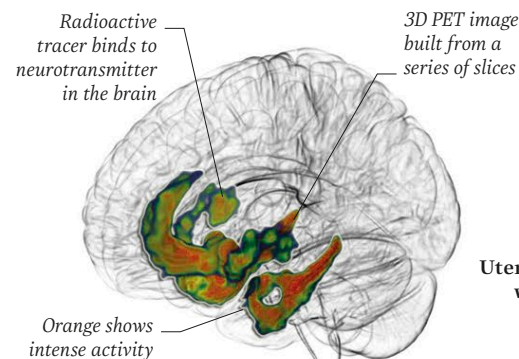 Radioactive
tracer binds to
neurotransmitter
in the brain
3D PET image
built from a
series of slices
Orange shows
intense activity